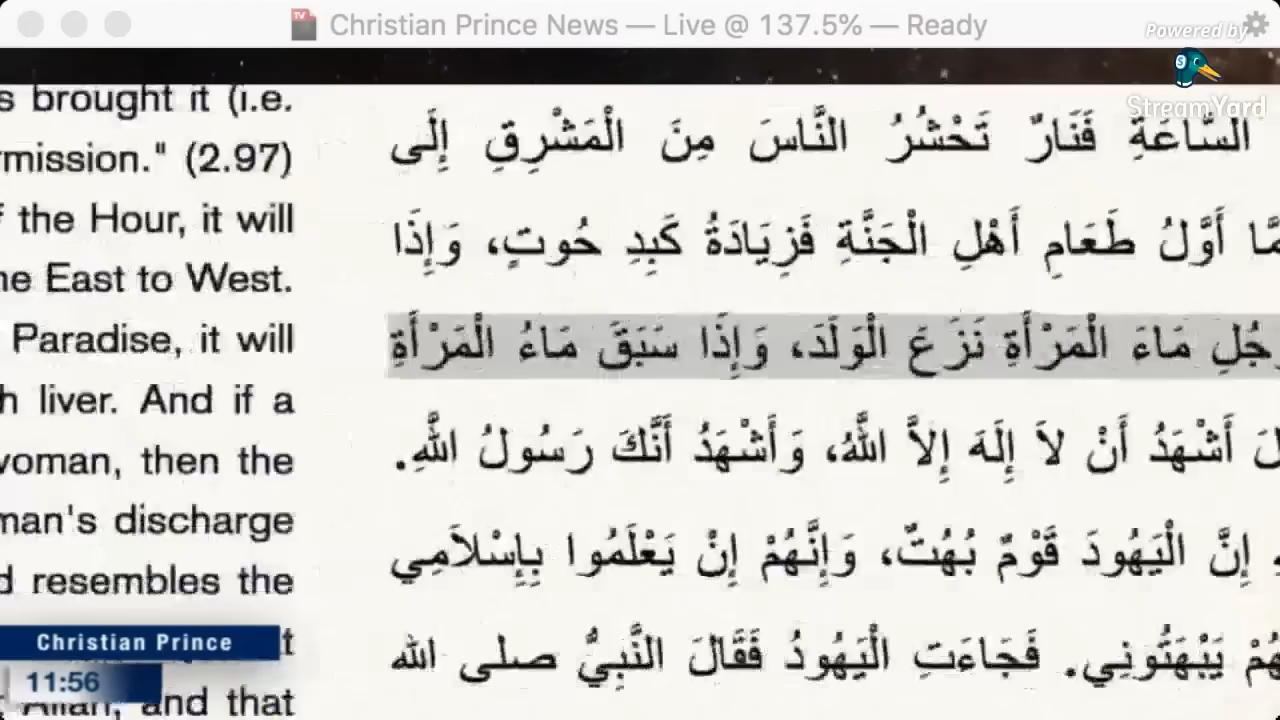 Christian Prince News — Live @ 137.5% — Ready
Powered by
StreamYard
s brought it (i.e.
rmission." (2.97)
f the Hour, it will
he East to West.
Paradise, it will
h liver. And if a
woman, then the
man's discharge
d resembles the
t
Allah, and that
السَّاعَةِ فَنَارٌ تَحْشُرُ النَّاسَ مِنَ الْمَشْرِقِ إِلَى
مَّا أَوَّلُ طَعَامِ أَهْلِ الْجَنَّةِ فَزِيَادَةُ كَبِدِ حُوتٍ، وَإِذَا
جُلِ مَاءَ الْمَرْأَةِ نَزَعَ الْوَلَدَ، وَإِذَا سَبَقَ مَاءُ الْمَرْأَةِ
لَ أَشْهَدُ أَنْ لاَ إِلَهَ إِلاَّ اللَّهُ، وَأَشْهَدُ أَنَّكَ رَسُولُ اللَّهِ.
إِنَّ الْيَهُودَ قَوْمٌ بُهُتٌ، وَإِنَّهُمْ إِنْ يَعْلَمُوا بِإِسْلاَمِي
هُمْ يَبْهَتُونِي. فَجَاءَتِ الْيَهُودُ فَقَالَ النَّبِيُّ صلى الله
Christian Prince
11:56